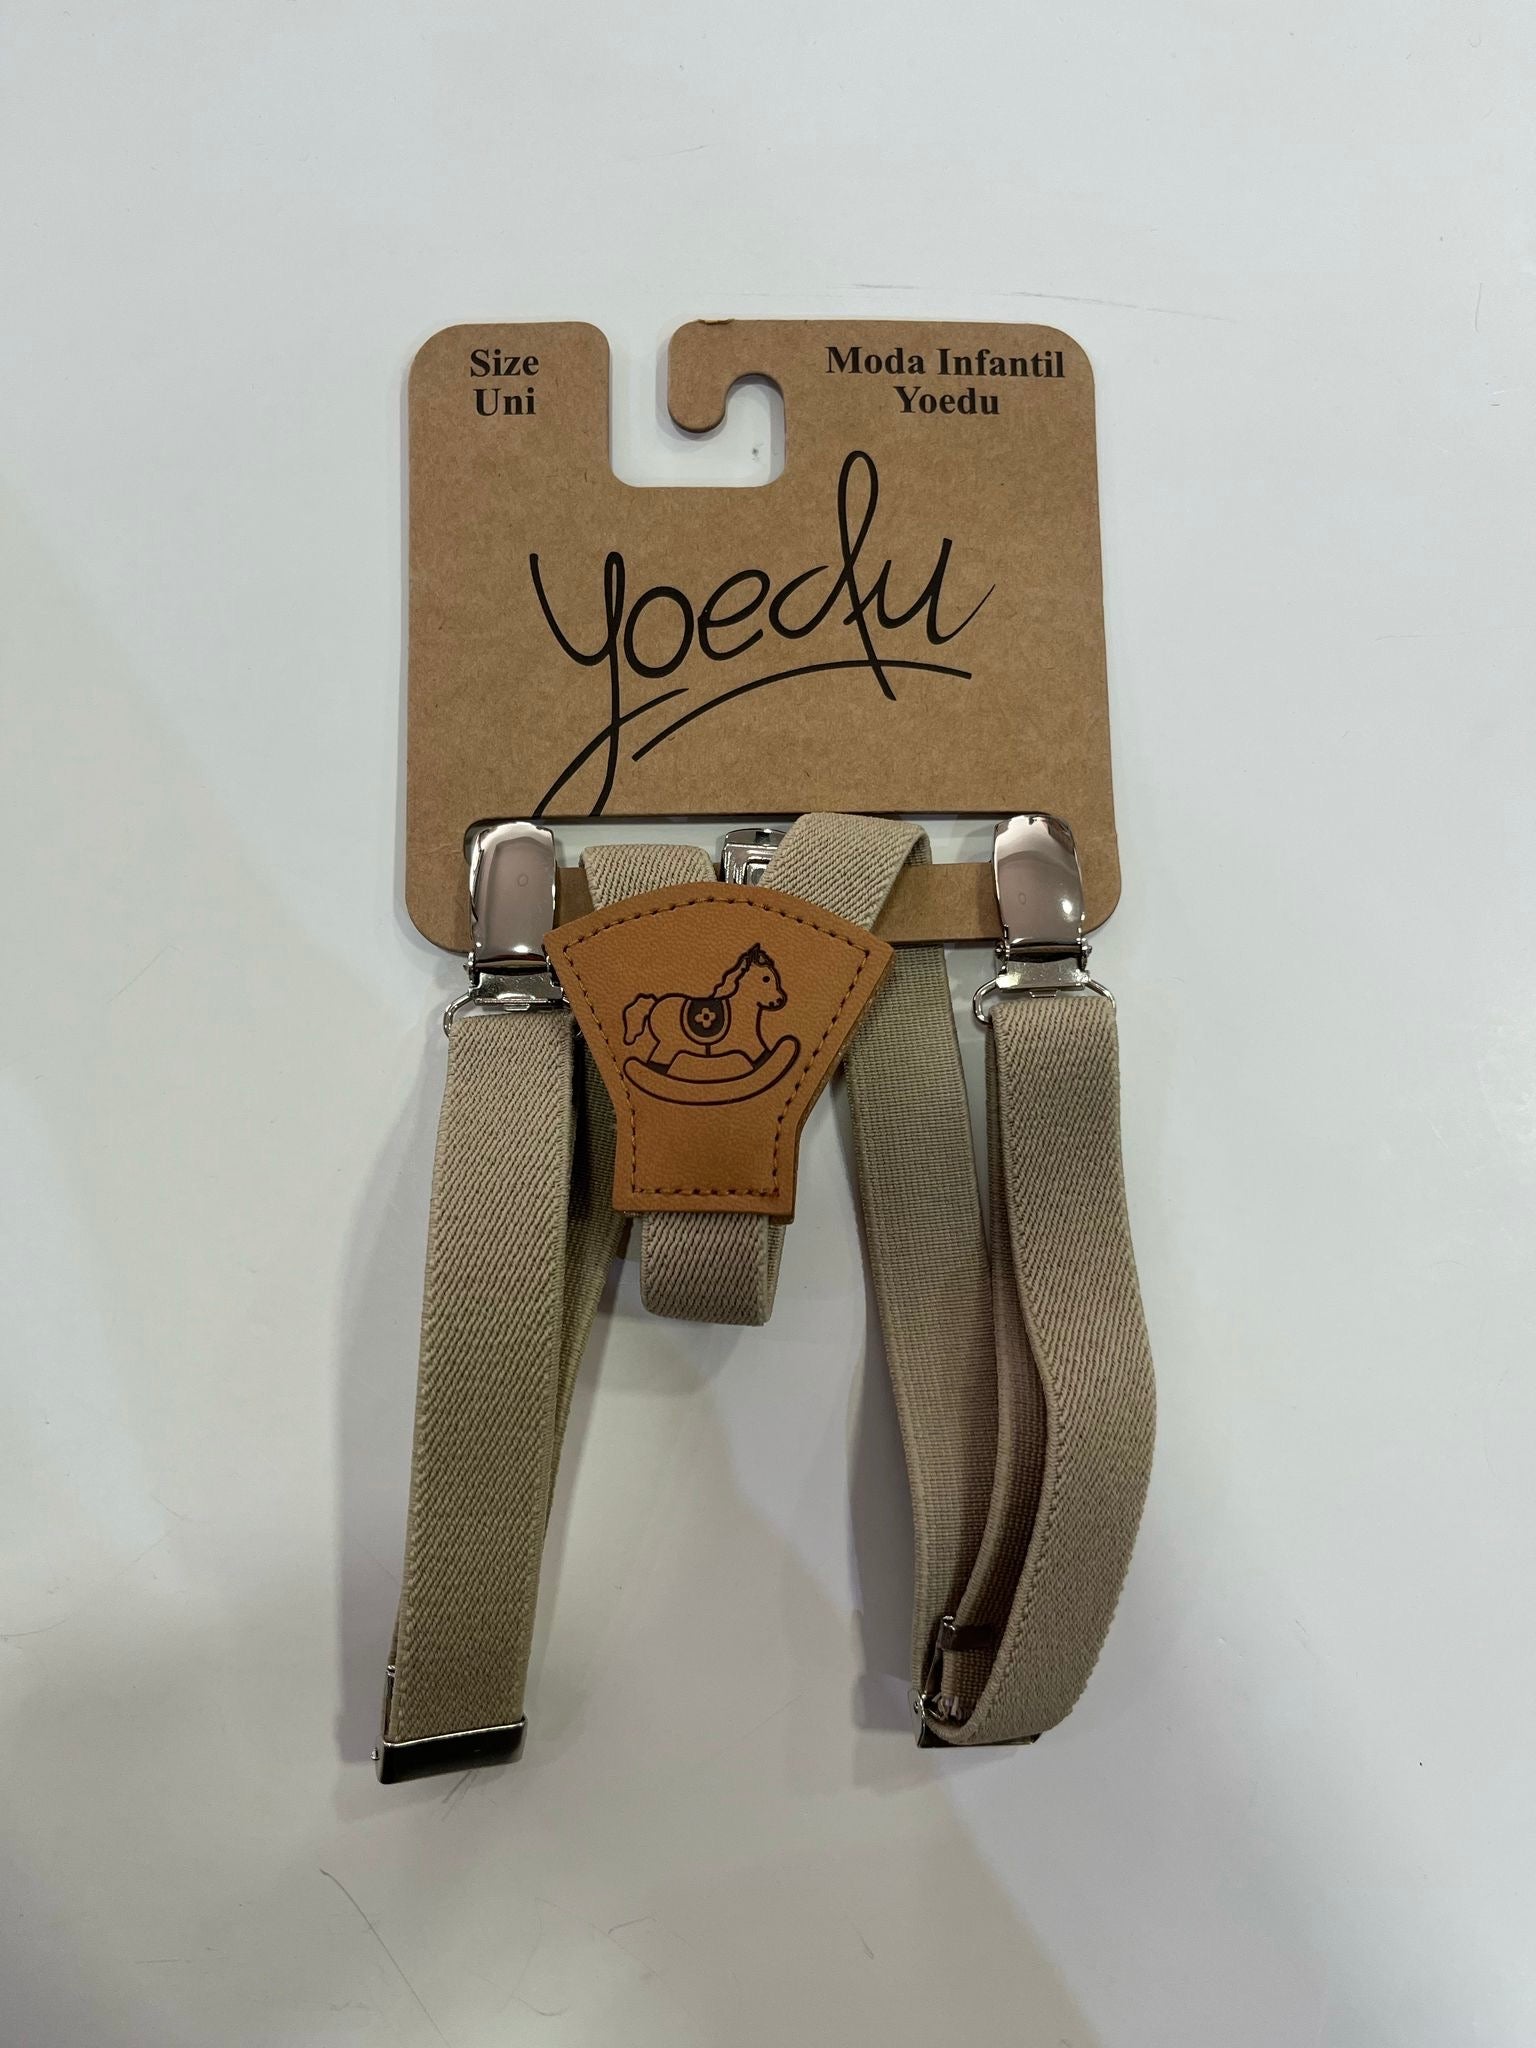 Size
Uni
Moda Infantil
Yoedu
yoedu